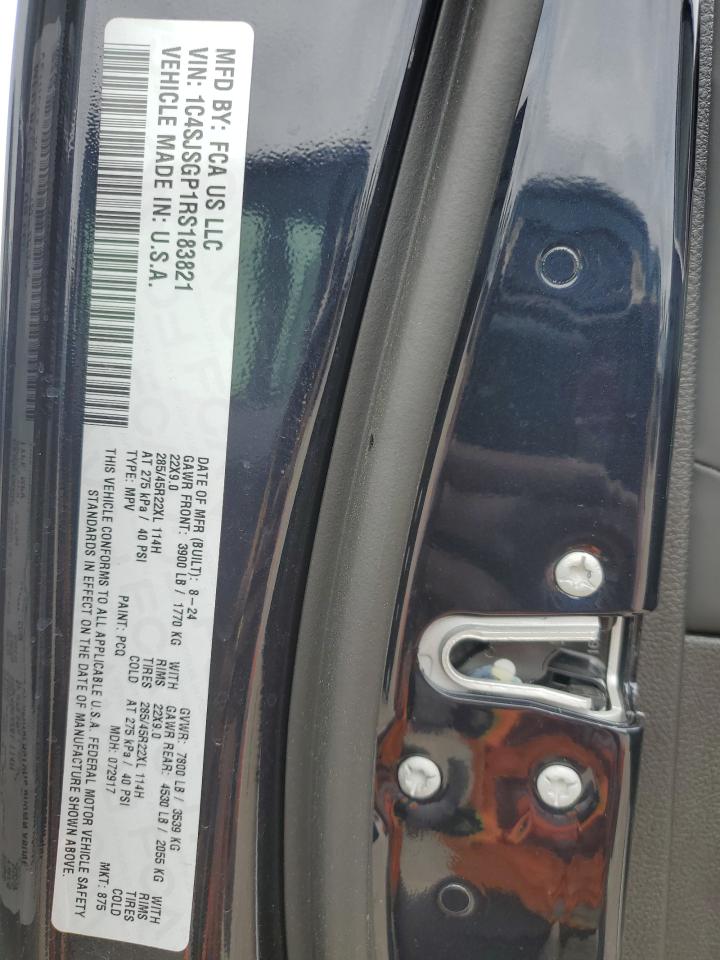 MFD BY: FCA US LLC
VIN: 1C4SJSGP1RS183821
VEHICLE MADE IN: U.S.A.
DATE OF MFR (BUILT): 8-24 GVWR: 7800 LB / 3539 KG
GAWR FRONT: 3900 LB / 1770 KG WITH GAWR REAR: 4530 LB / 2055 KG WITH
22X9.0 RIMS 22X9.0 RIMS
285/45R22XL 114H TIRES 285/45R22XL 114H TIRES
AT 275 kPa / 40 PSI COLD AT 275 kPa / 40 PSI COLD
TYPE: MPV PAINT: PCQ MDH: 072917 MKT: 875
THIS VEHICLE CONFORMS TO ALL APPLICABLE U.S.A. FEDERAL MOTOR VEHICLE SAFETY
STANDARDS IN EFFECT ON THE DATE OF MANUFACTURE SHOWN ABOVE.